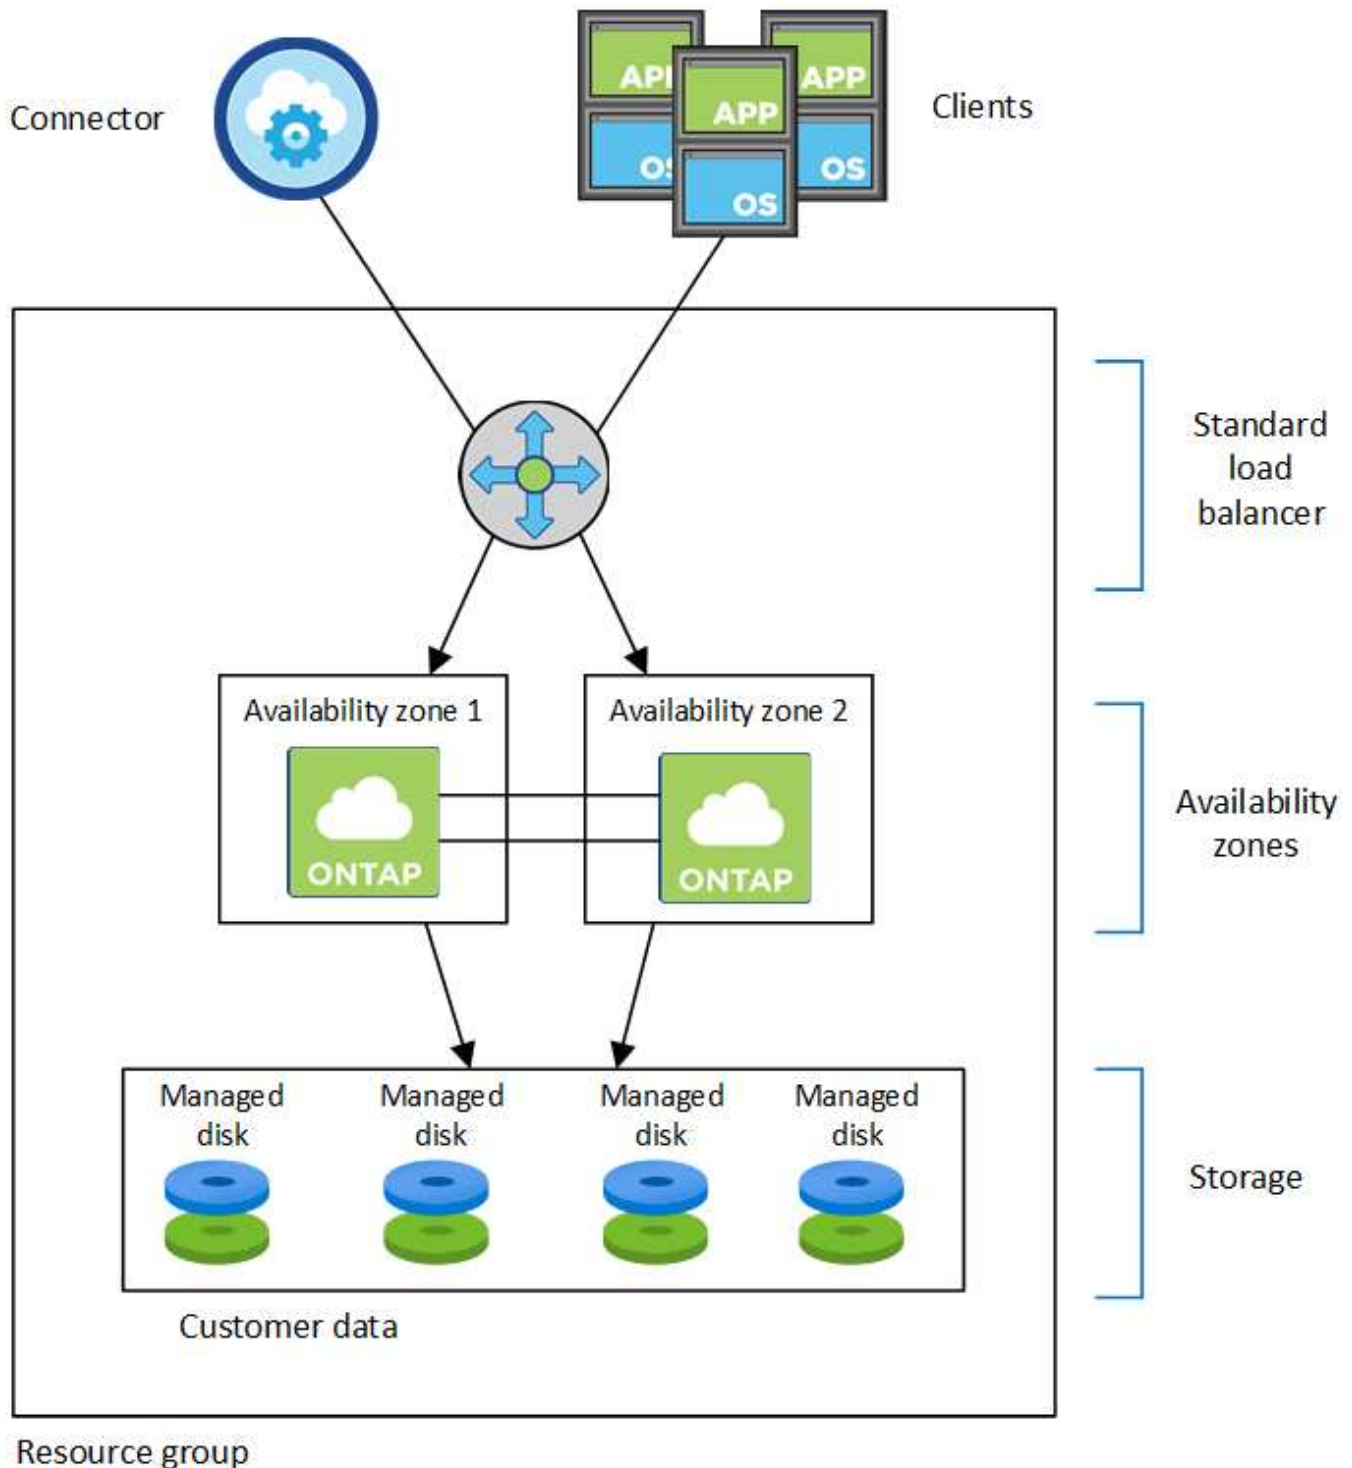 Connector
APP
APP
APP
OS
OS
OS
Clients
Standard
load
balancer
Availability zone 1
Availability zone 2
ONTAP
ONTAP
Availability
zones
Managed
disk
Managed
disk
Managed
disk
Managed
disk
Storage
Customer data
Resource group